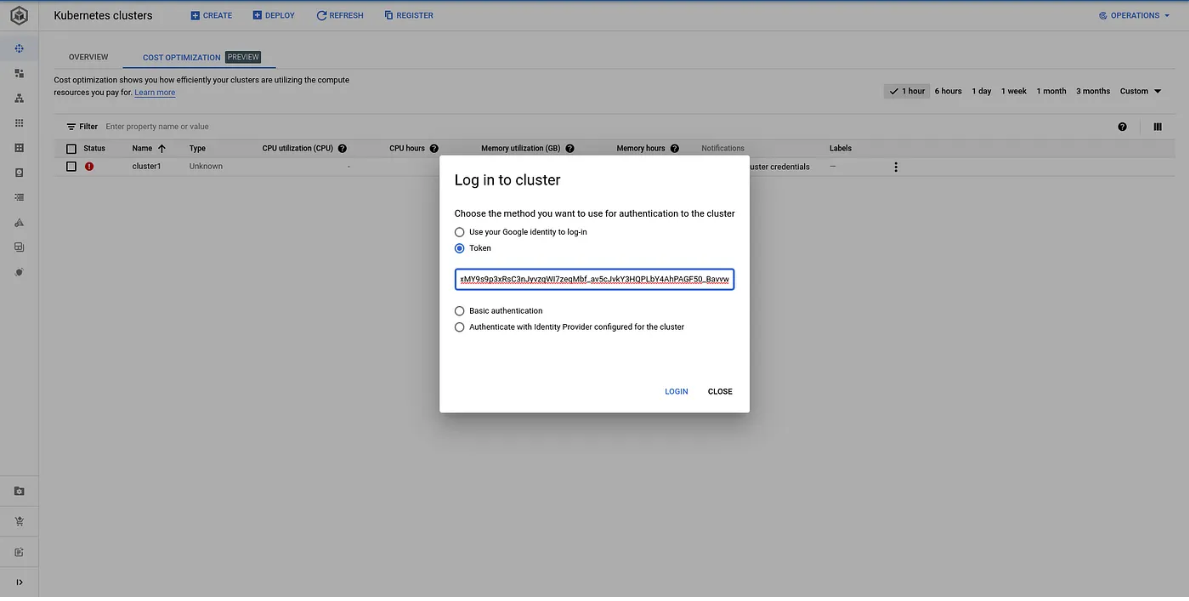 Kubernetes clusters CREATE DEPLOY REFRESH REGISTER OPERATIONS
OVERVIEW COST OPTIMIZATION PREVIEW
Cost optimization shows you how efficiently your clusters are utilizing the compute
resources you pay for. Learn more
1 hour 6 hours 1 day 1 week 1 month 3 months Custom
Filter Enter property name or value
Status Name Type CPU utilization (CPU) CPU hours Memory utilization (GB) Memory hours Notifications Labels
cluster1 Unknown - credentials —
Log in to cluster
Choose the method you want to use for authentication to the cluster
Use your Google identity to log-in
Token
Basic authentication
Authenticate with Identity Provider configured for the cluster
LOGIN CLOSE